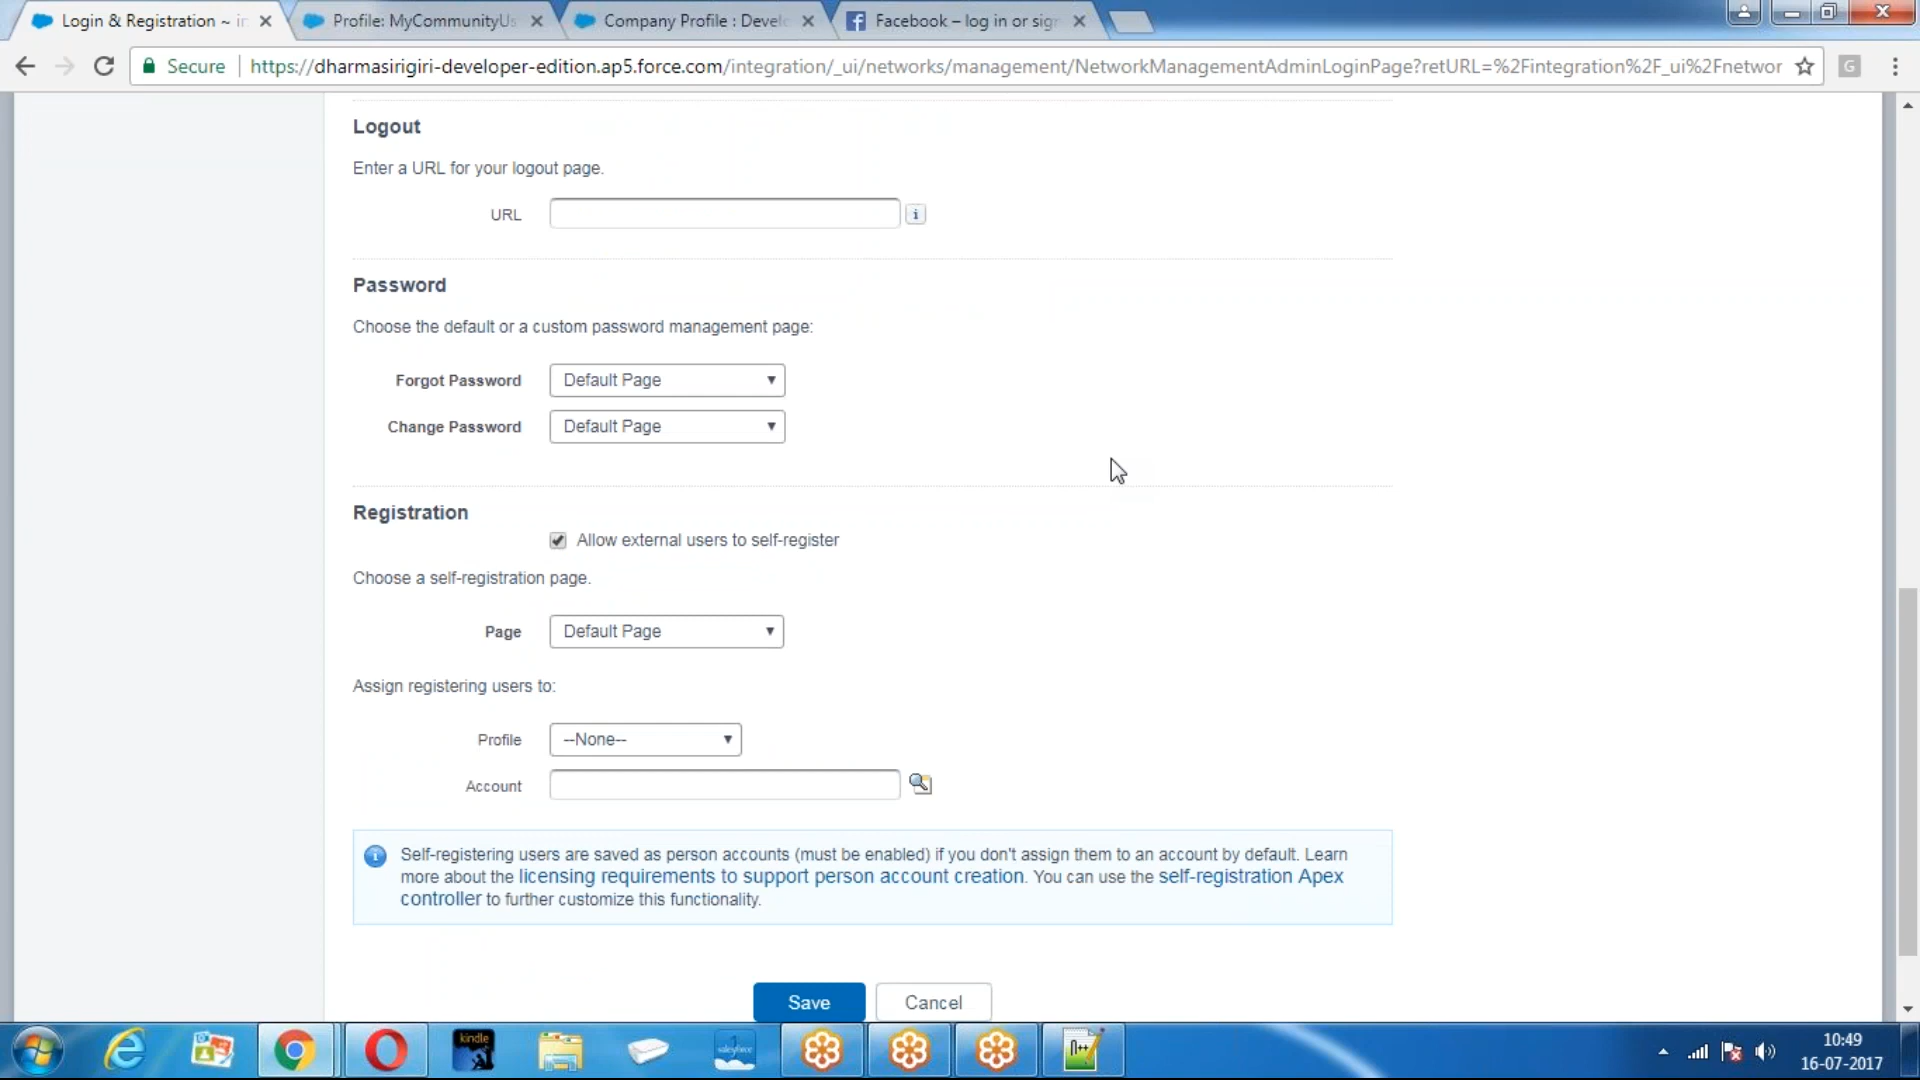 Login & Registration ~ in
Profile: MyCommunityUs
Company Profile : Develo
Facebook – log in or sign
Secure
https://dharmasirigiri-developer-edition.ap5.force.com/integration/_ui/networks/management/NetworkManagementAdminLoginPage?retURL=%2Fintegration%2F_ui%2Fnetwor
G
Logout
Enter a URL for your logout page.
URL
i
Password
Choose the default or a custom password management page:
Forgot Password
Default Page
Change Password
Default Page
Registration
Allow external users to self-register
Choose a self-registration page.
Page
Default Page
Assign registering users to:
Profile
--None--
Account
Self-registering users are saved as person accounts (must be enabled) if you don't assign them to an account by default. Learn
more about the licensing requirements to support person account creation. You can use the self-registration Apex
controller to further customize this functionality.
Save
Cancel
kindle
salesforce
n++
10:49
16-07-2017